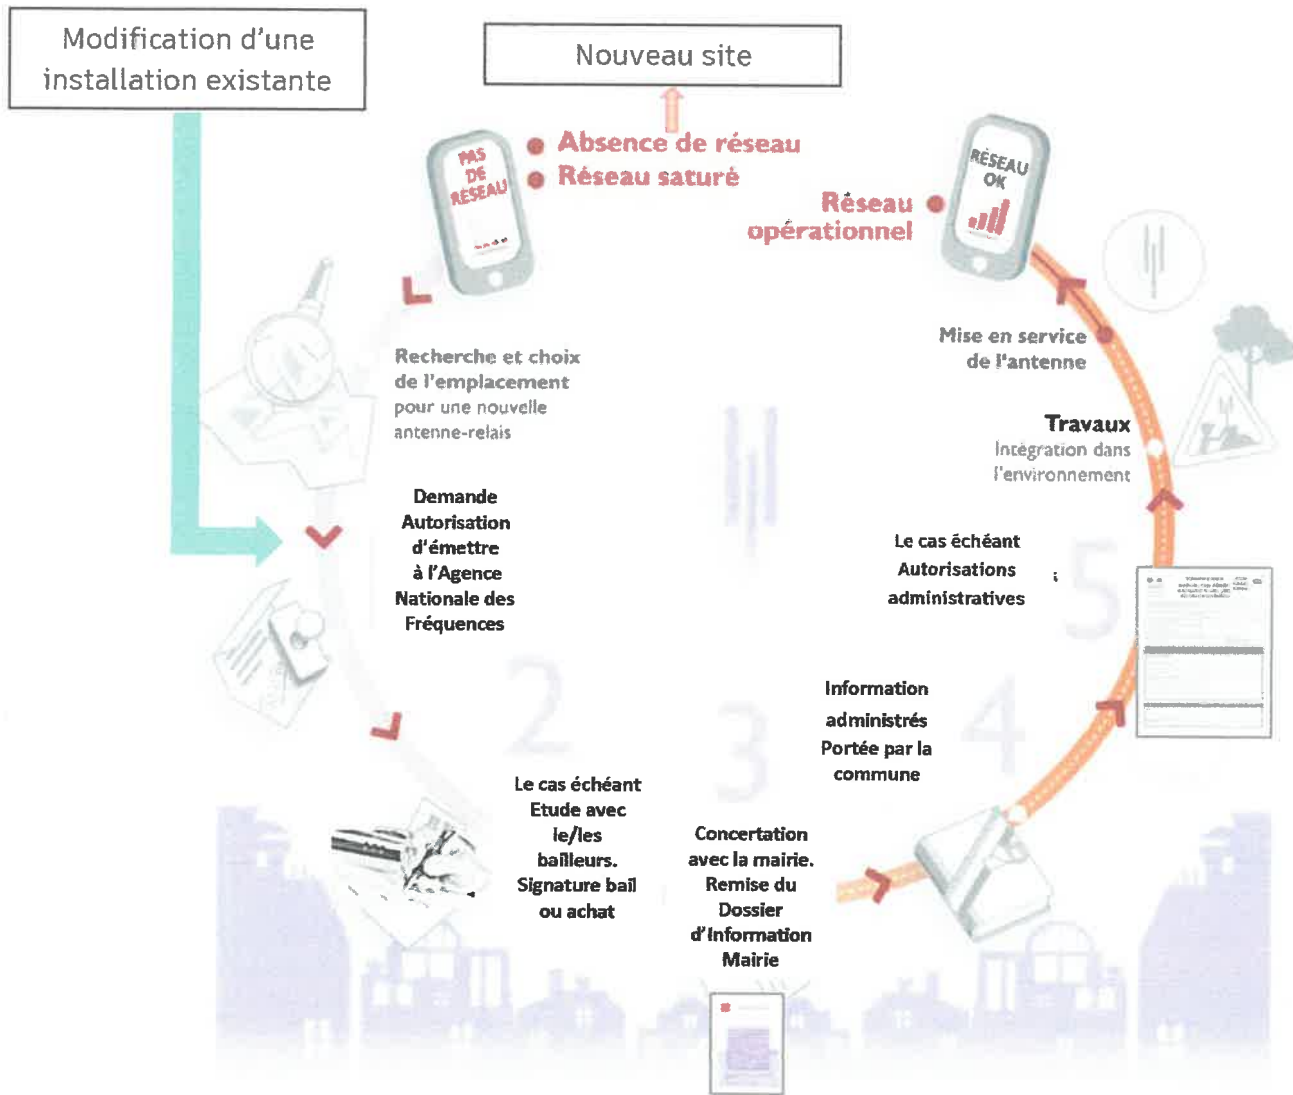 Modification d'une
installation existante
Nouveau site
PAS
DE
RÉSEAU
Absence de réseau
Réseau saturé
RÉSEAU
OK
Réseau
opérationnel
Recherche et choix
de l'emplacement
pour une nouvelle
antenne-relais
Mise en service
de l'antenne
Travaux
Intégration dans
l'environnement
Demande
Autorisation
d'émettre
à l'Agence
Nationale des
Fréquences
Le cas échéant
Autorisations
administratives
5
2
3
4
Information
administrés
Portée par la
commune
Le cas échéant
Etude avec
le/les
bailleurs.
Signature bail
ou achat
Concertation
avec la mairie.
Remise du
Dossier
d'Information
Mairie